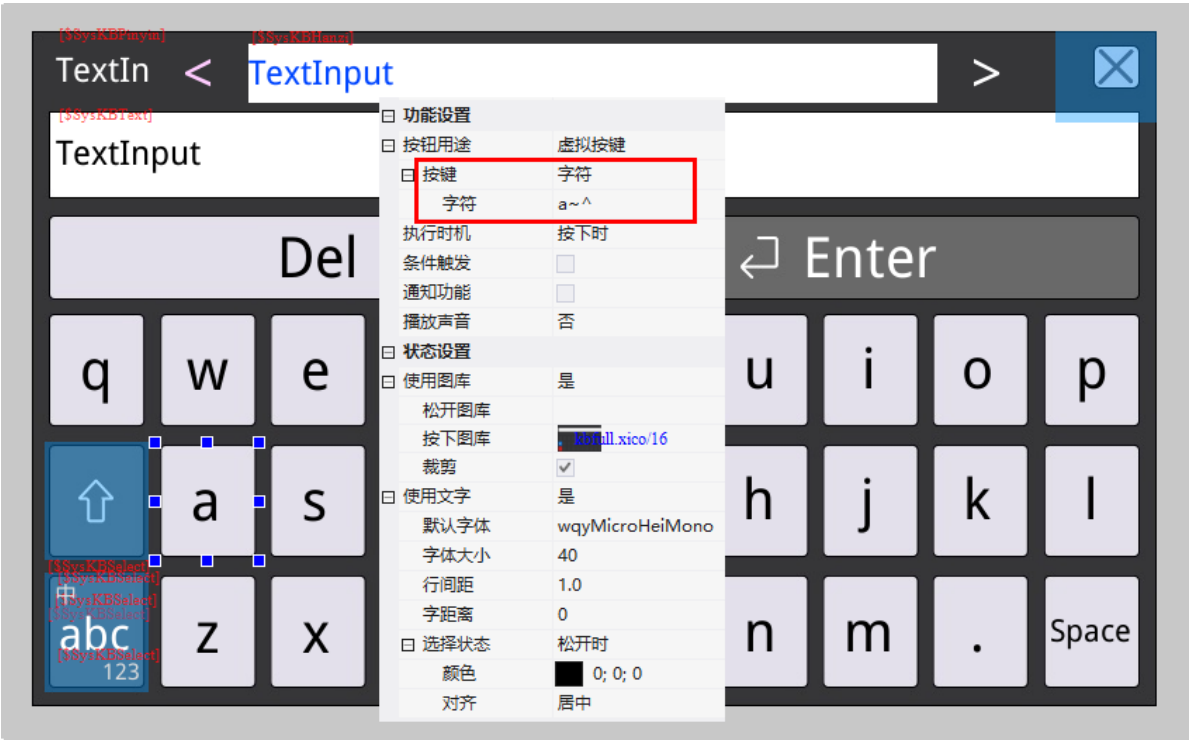 [$SysKBPinyin]
[$SysKBHanzi]
TextIn < TextInput >
[$SysKBText]
TextInput
Del
Enter
q w e u i o p
a s h j k l
[$SysKBSelect]
[$SysKBSelect]
中
[$SysKBSelect]
[$SysKBSelect]
abc
[$SysKBSelect]
123
z x n m . Space
功能设置
按钮用途 虚拟按键
按键 字符
字符 a~^
执行时机 按下时
条件触发
通知功能
播放声音 否
状态设置
使用图库 是
松开图库
按下图库 kbfull.xico/16
裁剪
使用文字 是
默认字体 wqyMicroHeiMono
字体大小 40
行间距 1.0
字距离 0
选择状态 松开时
颜色 0; 0; 0
对齐 居中